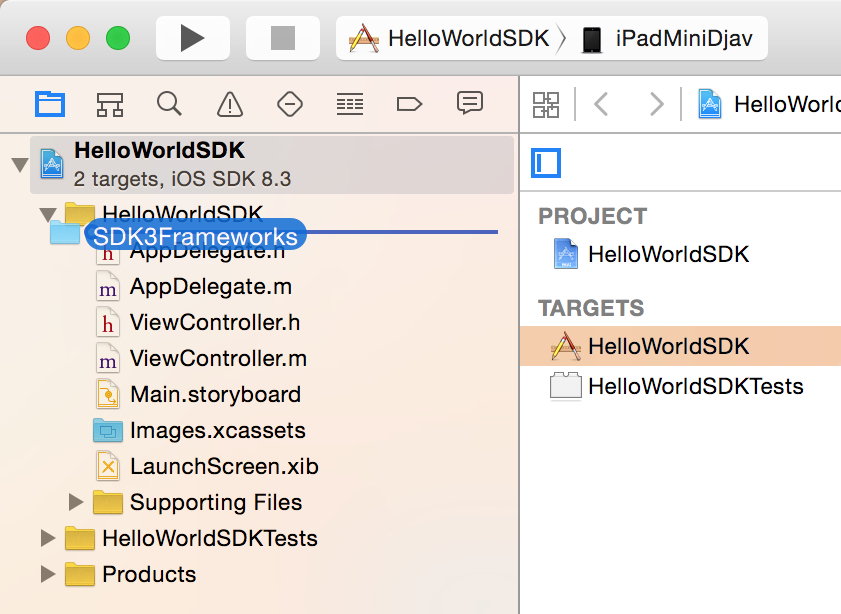 HelloWorldSDK
iPadMiniDjav
HelloWorldSDK
2 targets, iOS SDK 8.3
HelloWorldSDK
SDK3Frameworks
h AppDelegate.h
m AppDelegate.m
h ViewController.h
m ViewController.m
Main.storyboard
Images.xcassets
LaunchScreen.xib
Supporting Files
HelloWorldSDKTests
Products
HelloWorl
PROJECT
HelloWorldSDK
TARGETS
HelloWorldSDK
HelloWorldSDKTests